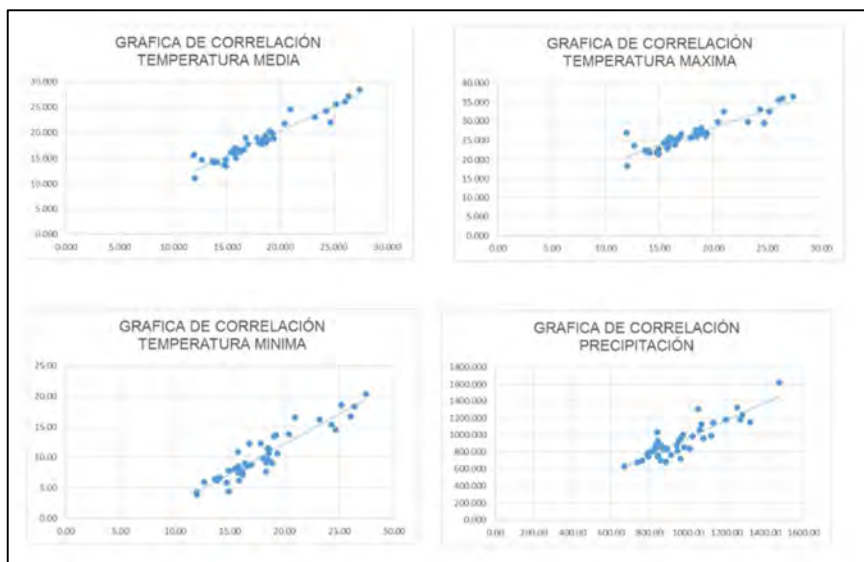 GRAFICA DE CORRELACIÓN
TEMPERATURA MEDIA
30.000
25.000
20.000
15.000
10.000
5.000
0.000
0.000 5.000 10.000 15.000 20.000 25.000 30.000
GRAFICA DE CORRELACIÓN
TEMPERATURA MAXIMA
40.000
35.000
30.000
25.000
20.000
15.000
10.000
5.000
0.000
0.00 5.00 10.00 15.00 20.00 25.00 30.00
GRAFICA DE CORRELACIÓN
TEMPERATURA MINIMA
25.00
20.00
15.00
10.00
5.00
0.00
0.00 5.00 10.00 15.00 20.00 25.00 30.00
GRAFICA DE CORRELACIÓN
PRECIPITACIÓN
1800.000
1600.000
1400.000
1200.000
1000.000
800.000
600.000
400.000
200.000
0.000
0.00 200.00 400.00 600.00 800.00 1000.00 1200.00 1400.00 1600.00